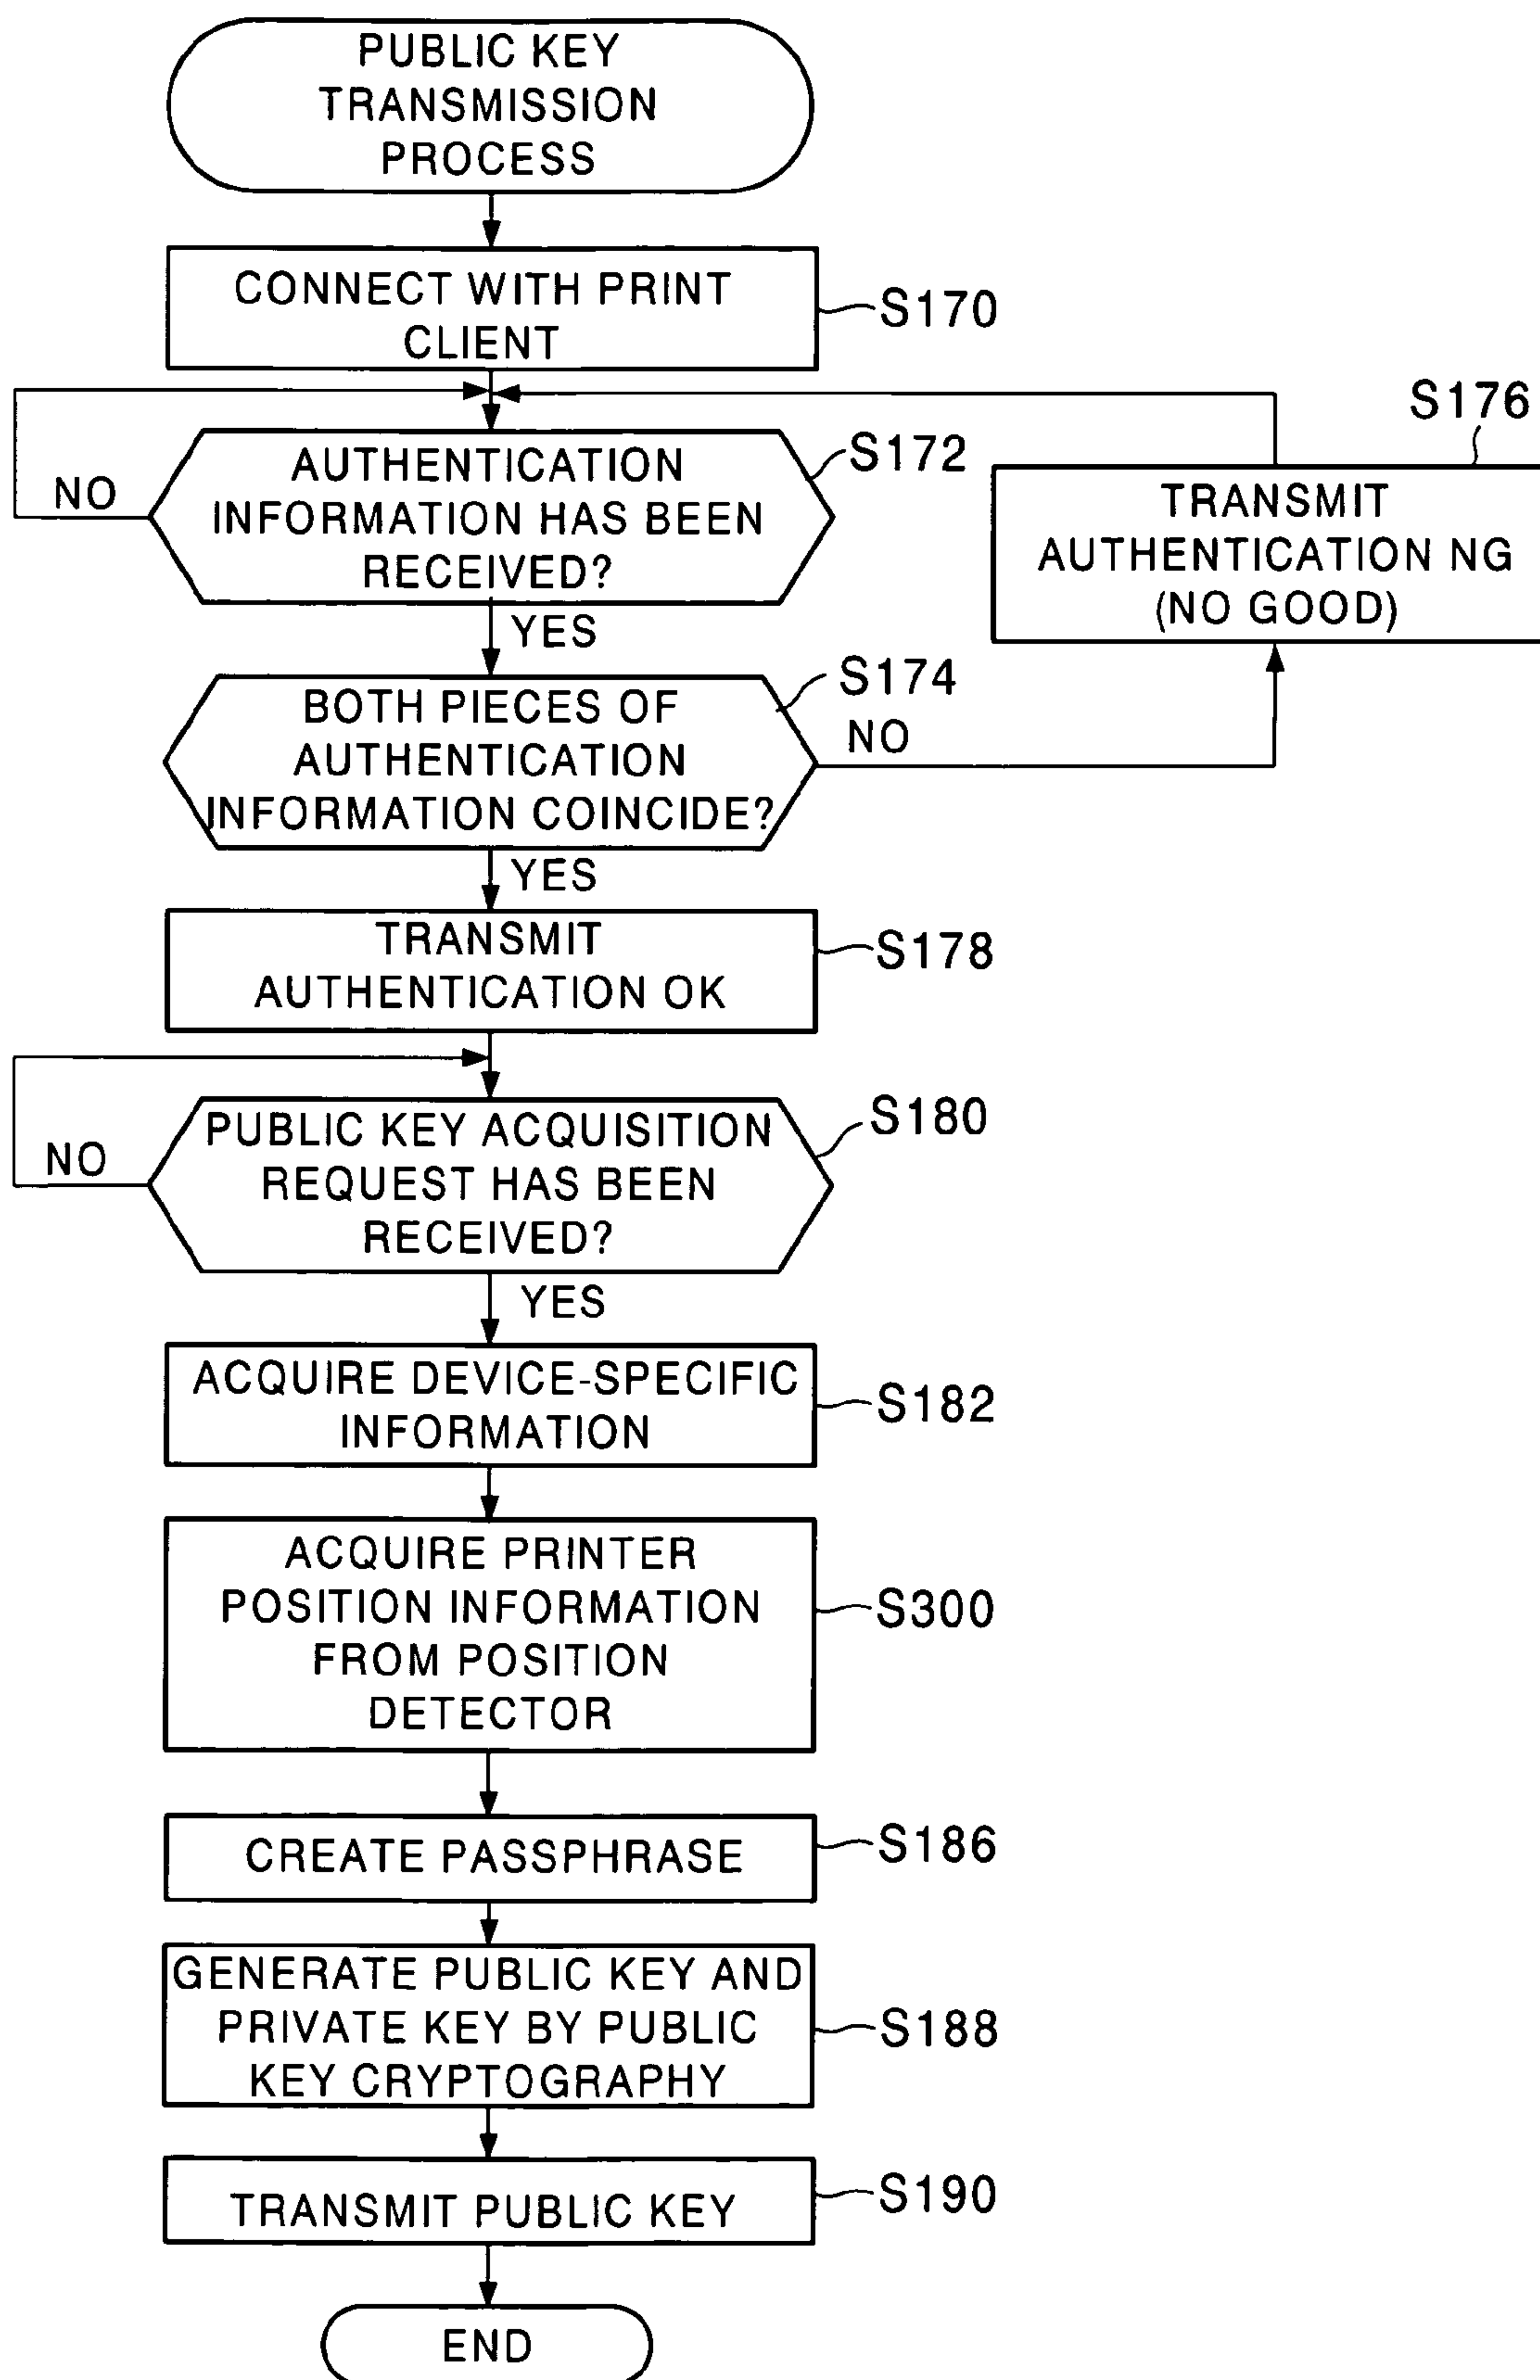 PUBLIC KEY
TRANSMISSION
PROCESS
CONNECT WITH PRINT
CLIENT
S170
S176
NO
AUTHENTICATION
INFORMATION HAS BEEN
RECEIVED?
S172
TRANSMIT
AUTHENTICATION NG
(NO GOOD)
YES
BOTH PIECES OF
AUTHENTICATION
INFORMATION COINCIDE?
S174
NO
YES
TRANSMIT
AUTHENTICATION OK
S178
NO
PUBLIC KEY ACQUISITION
REQUEST HAS BEEN
RECEIVED?
S180
YES
ACQUIRE DEVICE-SPECIFIC
INFORMATION
S182
ACQUIRE PRINTER
POSITION INFORMATION
FROM POSITION
DETECTOR
S300
CREATE PASSPHRASE
S186
GENERATE PUBLIC KEY AND
PRIVATE KEY BY PUBLIC
KEY CRYPTOGRAPHY
S188
TRANSMIT PUBLIC KEY
S190
END